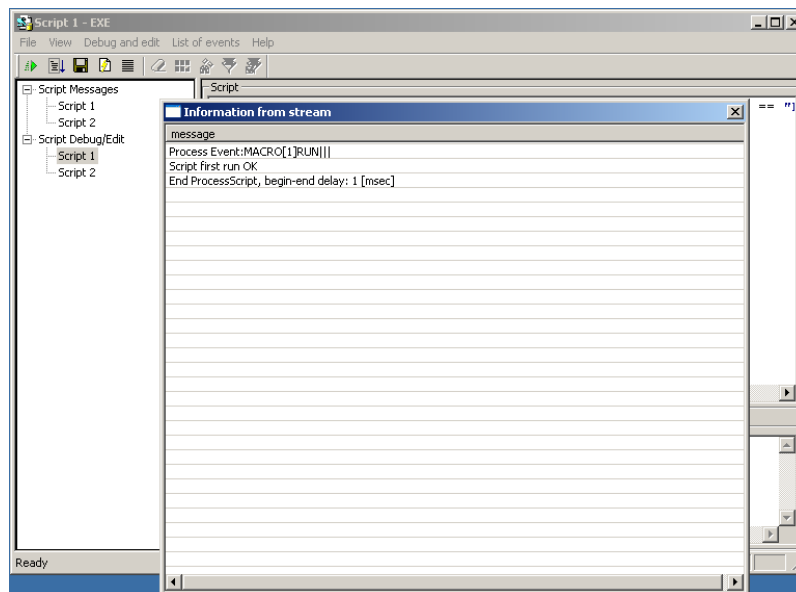 Script 1 - EXE
File View Debug and edit List of events Help
Script Messages
Script 1
Script 2
Script Debug/Edit
Script 1
Script 2
Script
== "
Information from stream
message
Process Event:MACRO[1]RUN|||
Script first run OK
End ProcessScript, begin-end delay: 1 [msec]
Ready